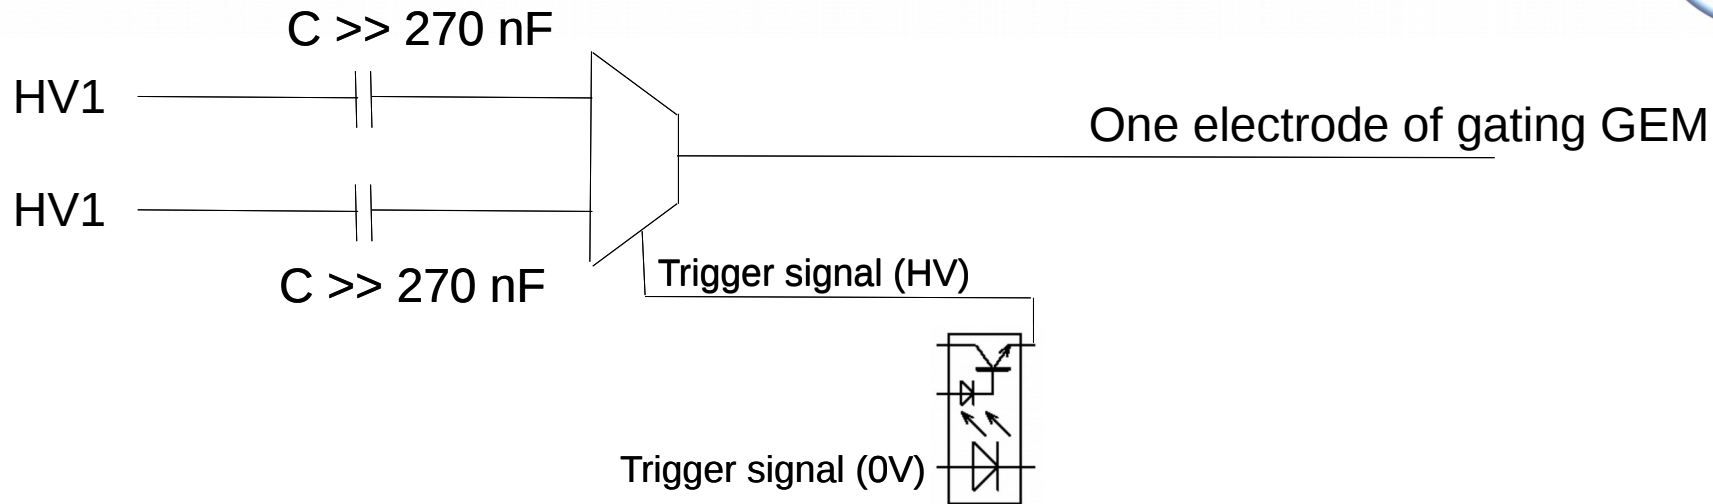 C >> 270 nF
HV1
One electrode of gating GEM
HV1
C >> 270 nF
Trigger signal (HV)
Trigger signal (0V)